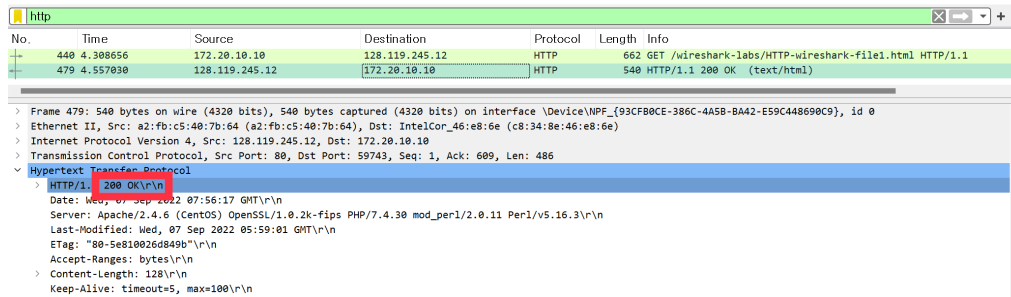 http
No. Time Source Destination Protocol Length Info
440 4.308656 172.20.10.10 128.119.245.12 HTTP 662 GET /wireshark-labs/HTTP-wireshark-file1.html HTTP/1.1
479 4.557030 128.119.245.12 172.20.10.10 HTTP 540 HTTP/1.1 200 OK (text/html)
Frame 479: 540 bytes on wire (4320 bits), 540 bytes captured (4320 bits) on interface \Device\NPF_{93CFB0CE-386C-4A5B-BA42-E59C448690C9}, id 0
Ethernet II, Src: a2:fb:c5:40:7b:64 (a2:fb:c5:40:7b:64), Dst: IntelCor_46:e8:6e (c8:34:8e:46:e8:6e)
Internet Protocol Version 4, Src: 128.119.245.12, Dst: 172.20.10.10
Transmission Control Protocol, Src Port: 80, Dst Port: 59743, Seq: 1, Ack: 609, Len: 486
Hypertext Transfer Protocol
HTTP/1. 200 OK\r\n
Date: Wed, 07 Sep 2022 07:56:17 GMT\r\n
Server: Apache/2.4.6 (CentOS) OpenSSL/1.0.2k-fips PHP/7.4.30 mod_perl/2.0.11 Perl/v5.16.3\r\n
Last-Modified: Wed, 07 Sep 2022 05:59:01 GMT\r\n
ETag: "80-5e810026d849b"\r\n
Accept-Ranges: bytes\r\n
Content-Length: 128\r\n
Keep-Alive: timeout=5, max=100\r\n